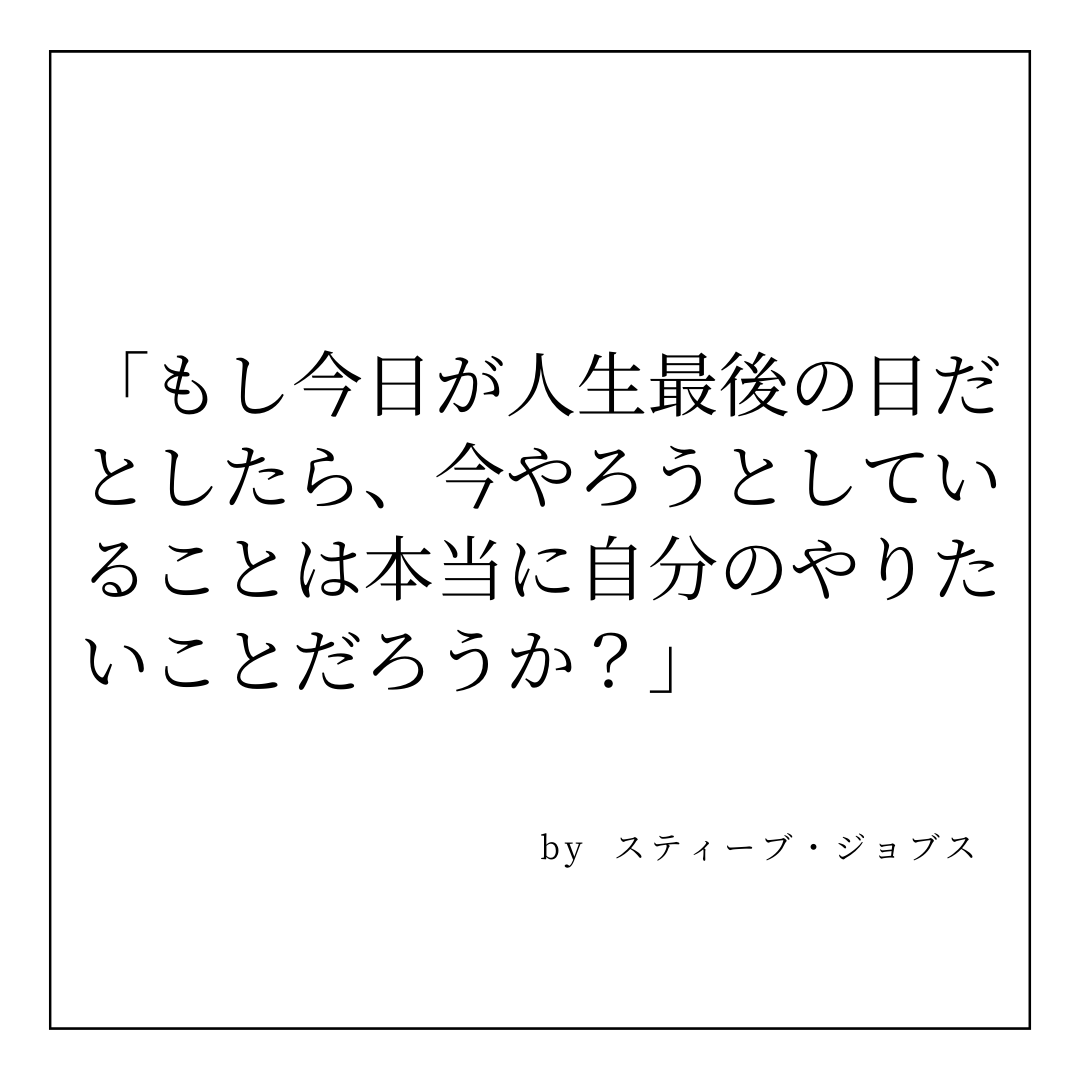 「もし今日が人生最後の日だ
としたら、今やろうとしてい
ることは本当に自分のやりた
いことだろうか？」
by スティーブ・ジョブス